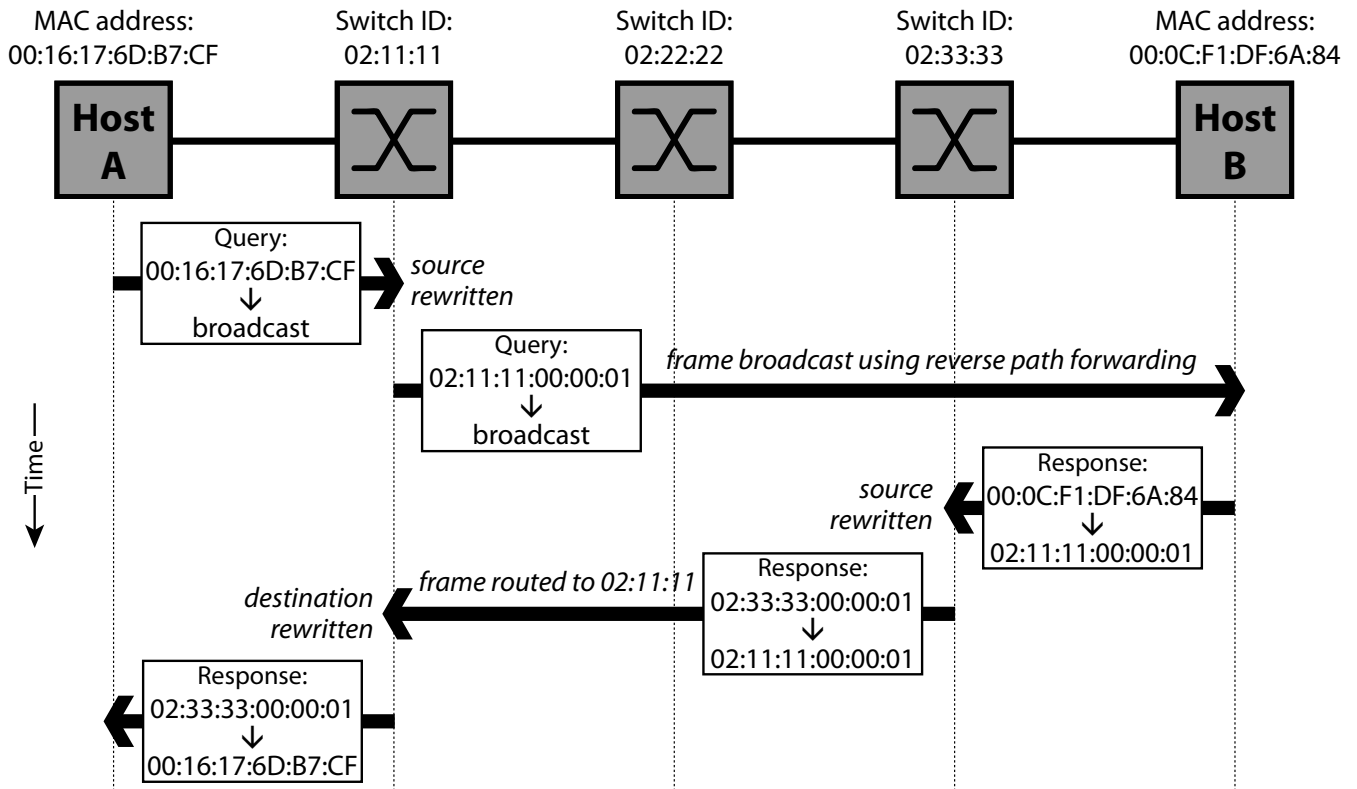 MAC address:
00:16:17:6D:B7:CF
Switch ID:
02:11:11
Switch ID:
02:22:22
Switch ID:
02:33:33
MAC address:
00:0C:F1:DF:6A:84
Host
A
Host
B
Query:
00:16:17:6D:B7:CF
↓
broadcast
source
rewritten
Query:
02:11:11:00:00:01
↓
broadcast
frame broadcast using reverse path forwarding
Time
Response:
00:0C:F1:DF:6A:84
↓
02:11:11:00:00:01
source
rewritten
Response:
02:33:33:00:00:01
↓
02:11:11:00:00:01
frame routed to 02:11:11
destination
rewritten
Response:
02:33:33:00:00:01
↓
00:16:17:6D:B7:CF